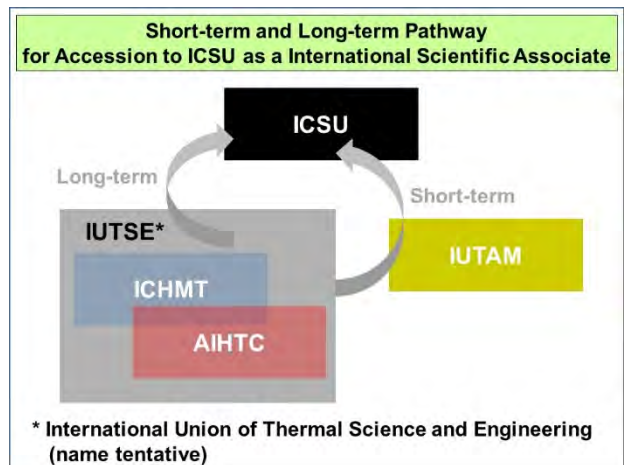 Short-term and Long-term Pathway
for Accession to ICSU as a International Scientific Associate
ICSU
Long-term
Short-term
IUTSE*
IUTAM
ICHMT
AIHTC
* International Union of Thermal Science and Engineering
(name tentative)